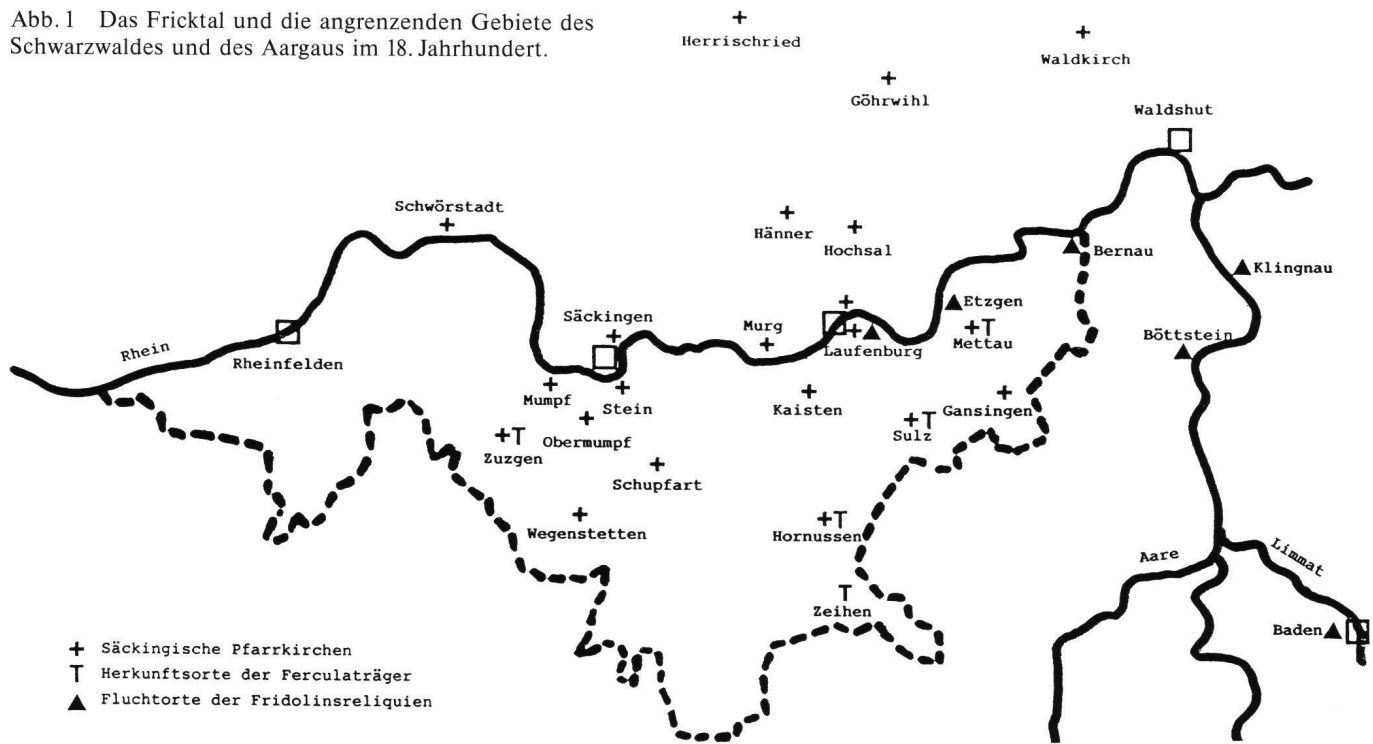 Abb. 1 Das Fricktal und die angrenzenden Gebiete des
Schwarzwaldes und des Aargaus im 18. Jahrhundert.
Herrischried
Waldkirch
Göhrwihl
Waldshut
Schwörstadt
Hänner
Hochsal
Bernau
Klingnau
Etzgen
Säckingen
Murg
Mettau
Böttstein
Rhein
Rheinfelden
Laufenburg
Mumpf
Stein
Kaisten
Gansingen
Obermumpf
Sulz
Zuzgen
Schupfart
Wegenstetten
Hornussen
Aare
Limmat
Zeihen
Baden
+ Säckingische Pfarrkirchen
T Herkunftsorte der Ferculaträger
▲ Fluchtorte der Fridolinsreliquien